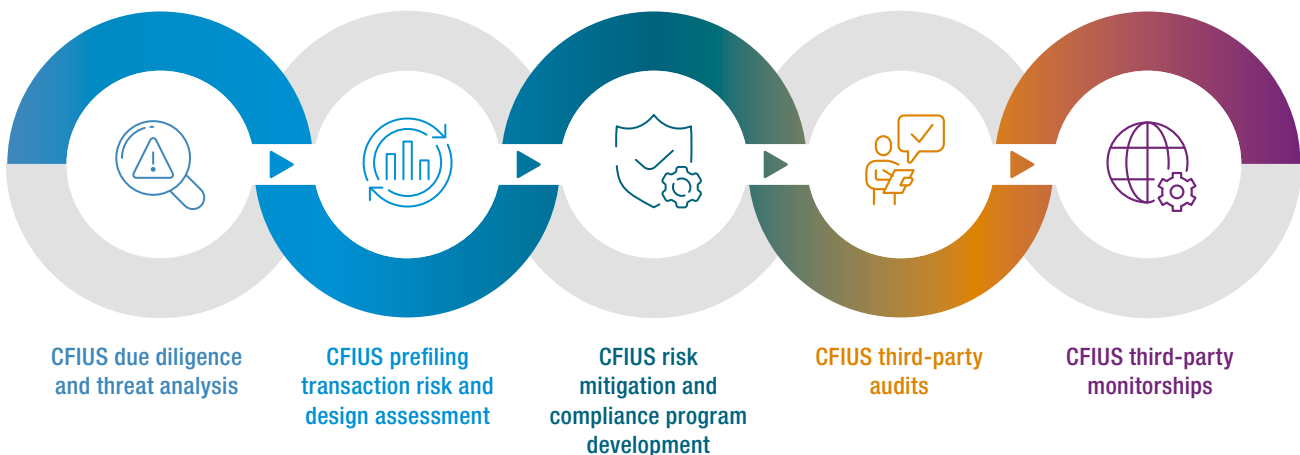 CFIUS due diligence
and threat analysis
CFIUS prefiling
transaction risk and
design assessment
CFIUS risk
mitigation and
compliance program
development
CFIUS third-party
audits
CFIUS third-party
monitorships